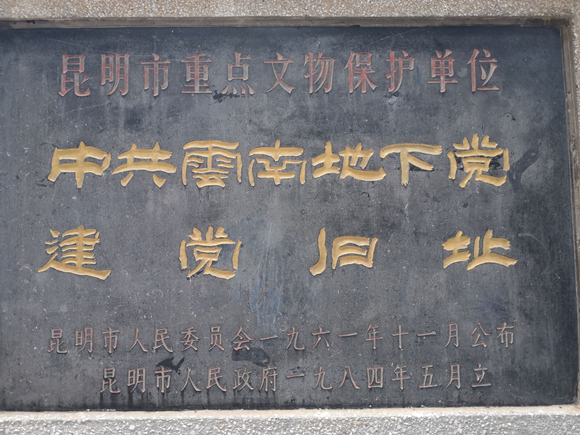 昆明市重点文物保护单位
中共雲南地下党
建党旧址
昆明市人民委员会一九六一年十一月公布
昆明市人民政府一九八四年五月立